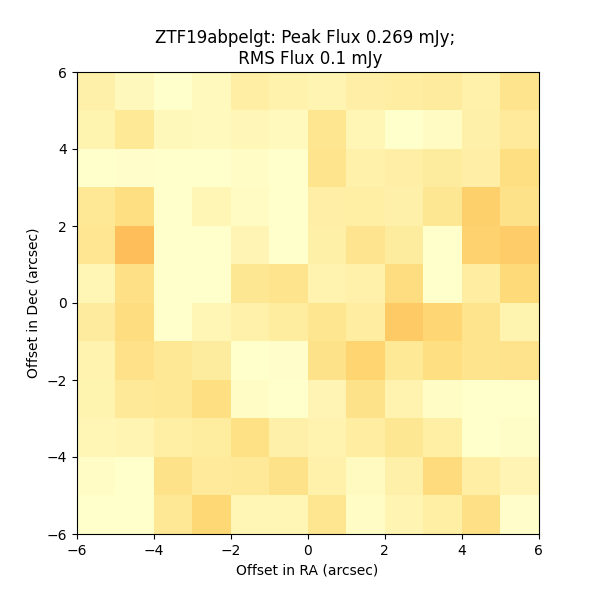 ZTF19abpelgt: Peak Flux 0.269 mJy;
RMS Flux 0.1 mJy
6
4
2
0
−2
−4
−6
Offset in Dec (arcsec)
−6 −4 −2 0 2 4 6
Offset in RA (arcsec)